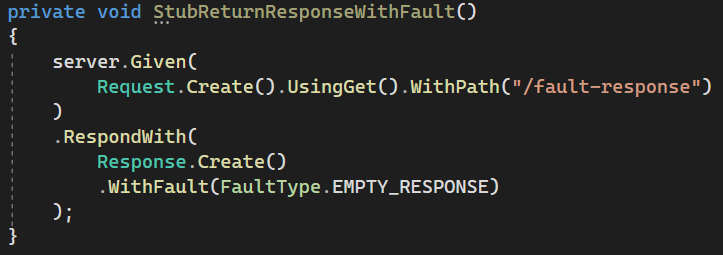 private void StubReturnResponseWithFault()
{
    server.Given(
        Request.Create().UsingGet().WithPath("/fault-response")
    )
    .RespondWith(
        Response.Create()
        .WithFault(FaultType.EMPTY_RESPONSE)
    );
}